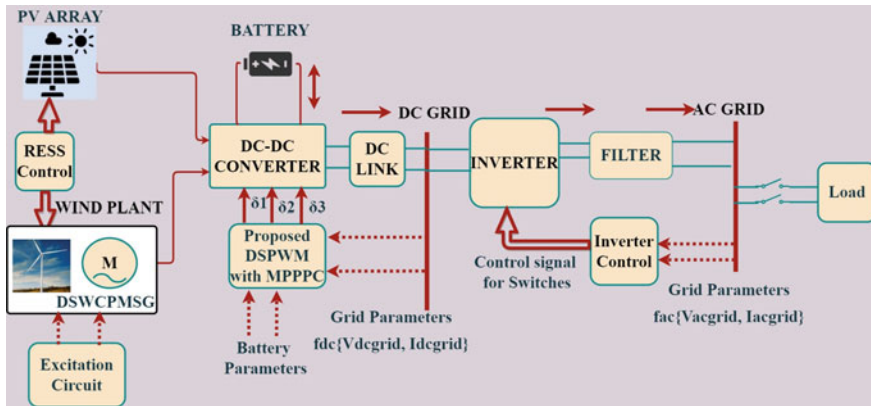 PV ARRAY
BATTERY
DC GRID
AC GRID
RESS
Control
DC-DC
CONVERTER
DC
LINK
INVERTER
FILTER
Load
WIND PLANT
δ1
δ2
δ3
M
DSWCPMSG
Proposed
DSPWM
with MPPPC
Control signal
for Switches
Inverter
Control
Grid Parameters
fdc{Vdcgrid, Idcgrid}
Grid Parameters
fac{Vacgrid, Iacgrid}
Battery
Parameters
Excitation
Circuit